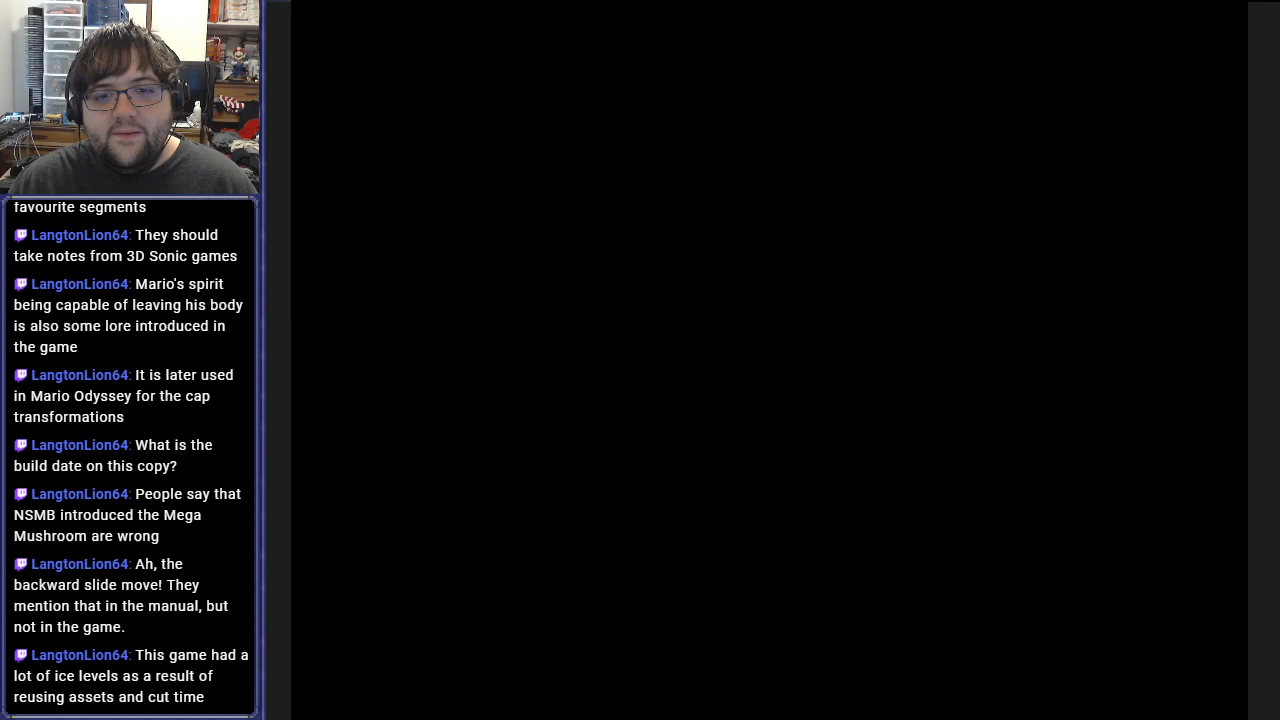 favourite segments
LangtonLion64: They should
take notes from 3D Sonic games
LangtonLion64: Mario's spirit
being capable of leaving his body
is also some lore introduced in
the game
LangtonLion64: It is later used
in Mario Odyssey for the cap
transformations
LangtonLion64: What is the
build date on this copy?
LangtonLion64: People say that
NSMB introduced the Mega
Mushroom are wrong
LangtonLion64: Ah, the
backward slide move! They
mention that in the manual, but
not in the game.
LangtonLion64: This game had a
lot of ice levels as a result of
reusing assets and cut time